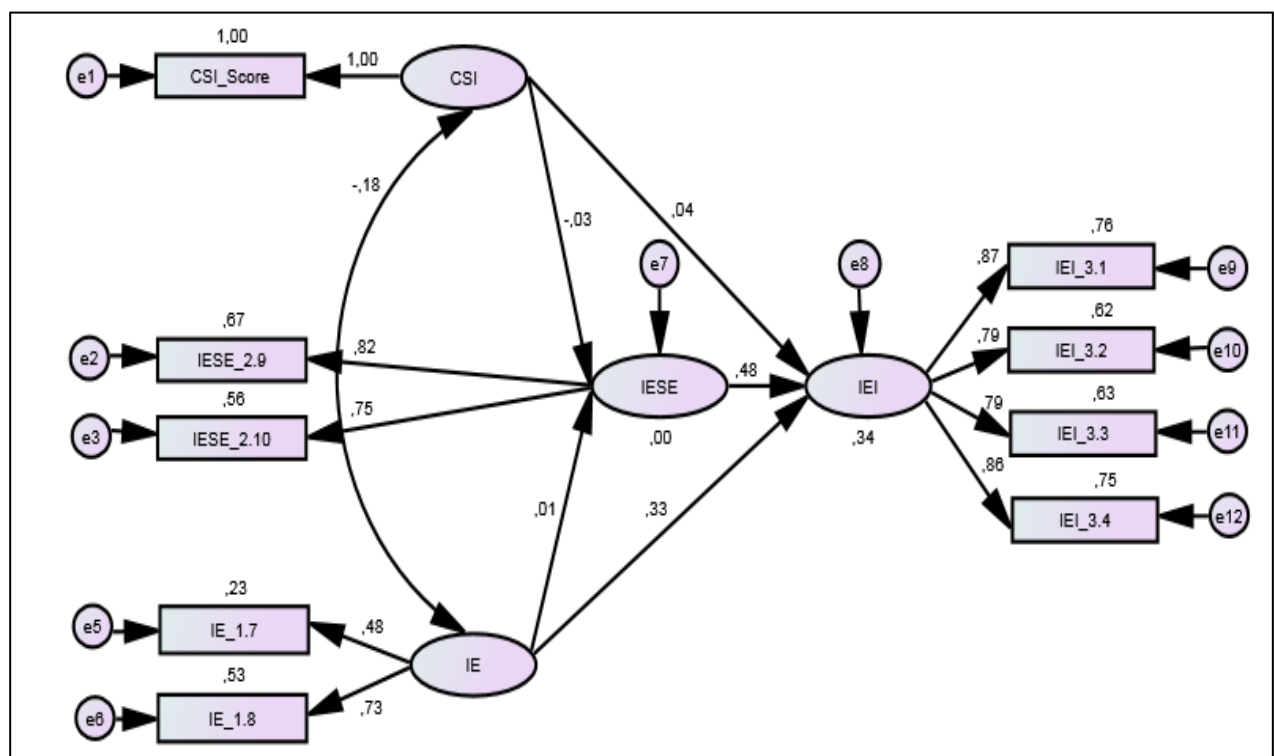 1,00
e1
CSI_Score
1,00
CSI
-,18
-,03
,04
e7
e8
,76
,87
IEI_3.1
e9
,67
,62
e2
IESE_2.9
,82
,79
IEI_3.2
e10
IESE
,48
IEI
,56
,63
e3
IESE_2.10
,75
,79
IEI_3.3
e11
,00
,34
,86
,75
IEI_3.4
e12
,01
,33
,23
e5
IE_1.7
,48
IE
,53
e6
IE_1.8
,73